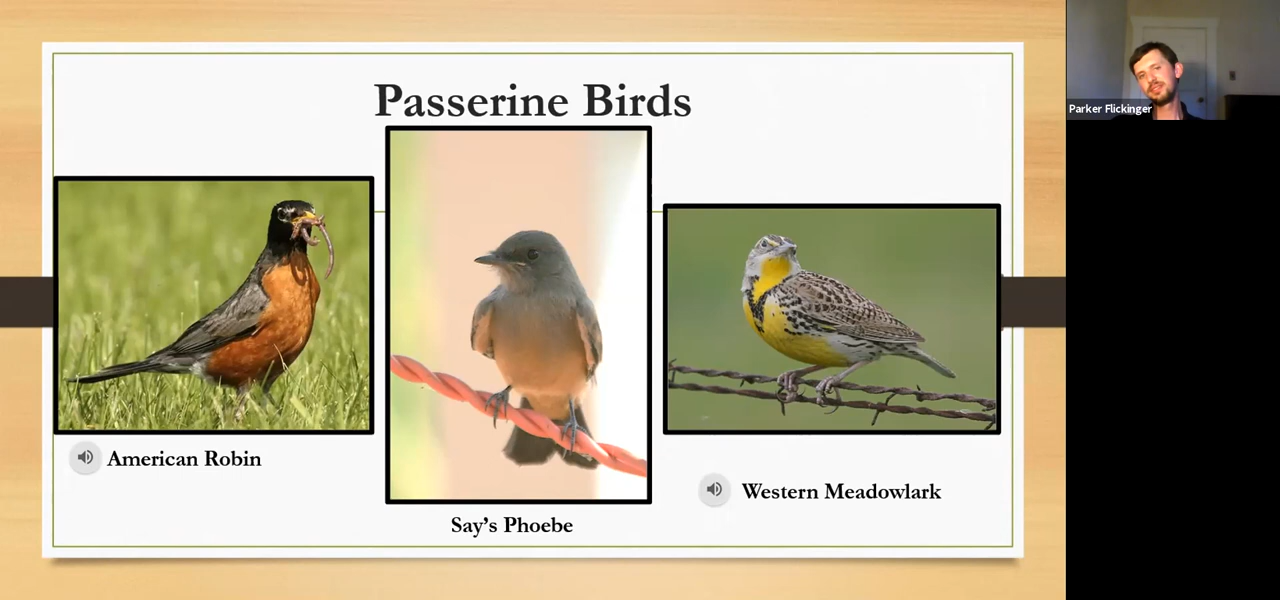 Passerine Birds
Parker Flickinger
American Robin
Say's Phoebe
Western Meadowlark